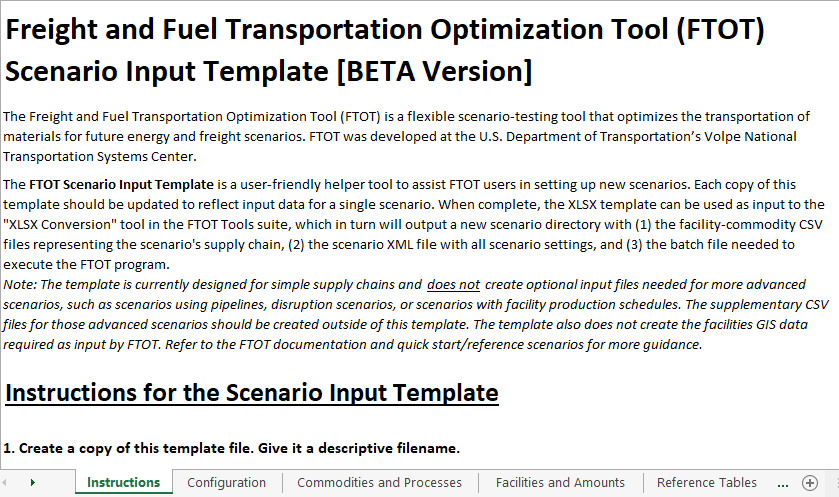 Freight and Fuel Transportation Optimization Tool (FTOT)
Scenario Input Template [BETA Version]
The Freight and Fuel Transportation Optimization Tool (FTOT) is a flexible scenario-testing tool that optimizes the transportation of
materials for future energy and freight scenarios. FTOT was developed at the U.S. Department of Transportation’s Volpe National
Transportation Systems Center.
The FTOT Scenario Input Template is a user-friendly helper tool to assist FTOT users in setting up new scenarios. Each copy of this
template should be updated to reflect input data for a single scenario. When complete, the XLSX template can be used as input to the
"XLSX Conversion" tool in the FTOT Tools suite, which in turn will output a new scenario directory with (1) the facility-commodity CSV
files representing the scenario's supply chain, (2) the scenario XML file with all scenario settings, and (3) the batch file needed to
execute the FTOT program.
Note: The template is currently designed for simple supply chains and does not create optional input files needed for more advanced
scenarios, such as scenarios using pipelines, disruption scenarios, or scenarios with facility production schedules. The supplementary CSV
files for those advanced scenarios should be created outside of this template. The template also does not create the facilities GIS data
required as input by FTOT. Refer to the FTOT documentation and quick start/reference scenarios for more guidance.
Instructions for the Scenario Input Template
1. Create a copy of this template file. Give it a descriptive filename.
Instructions Configuration Commodities and Processes Facilities and Amounts Reference Tables ...